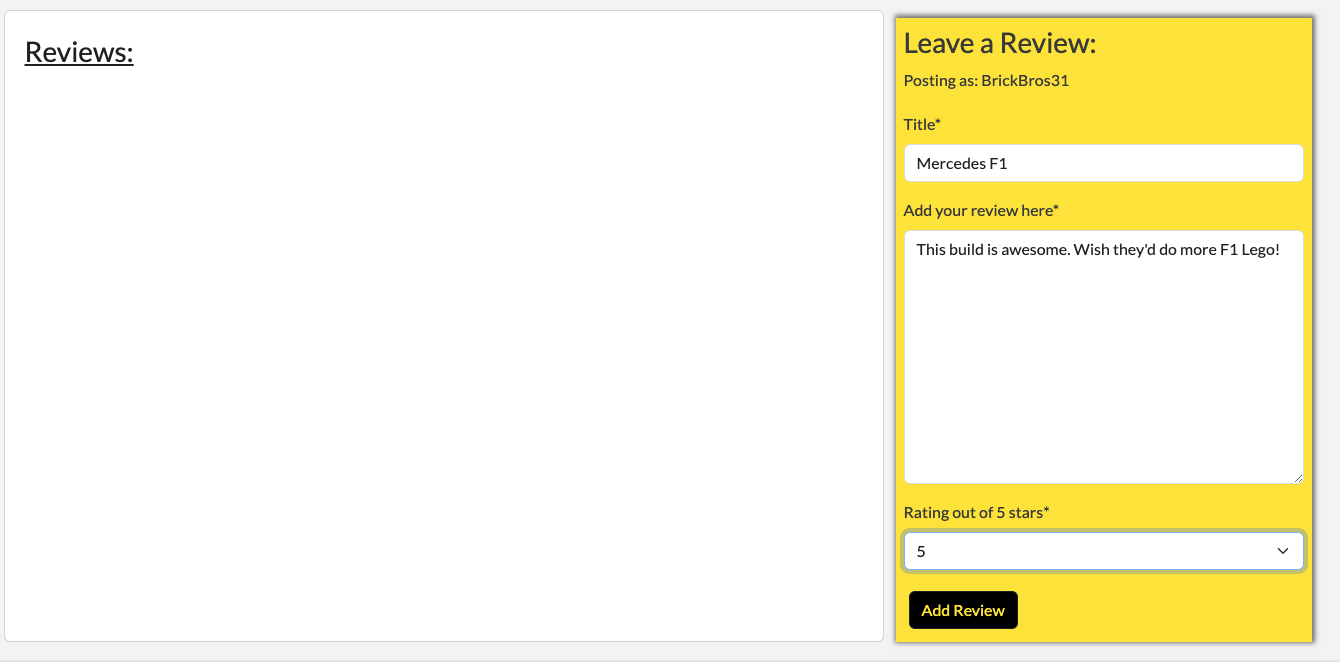 Reviews:
Leave a Review:
Posting as: BrickBros31
Title*
Mercedes F1
Add your review here*
This build is awesome. Wish they'd do more F1 Lego!
Rating out of 5 stars*
5
Add Review